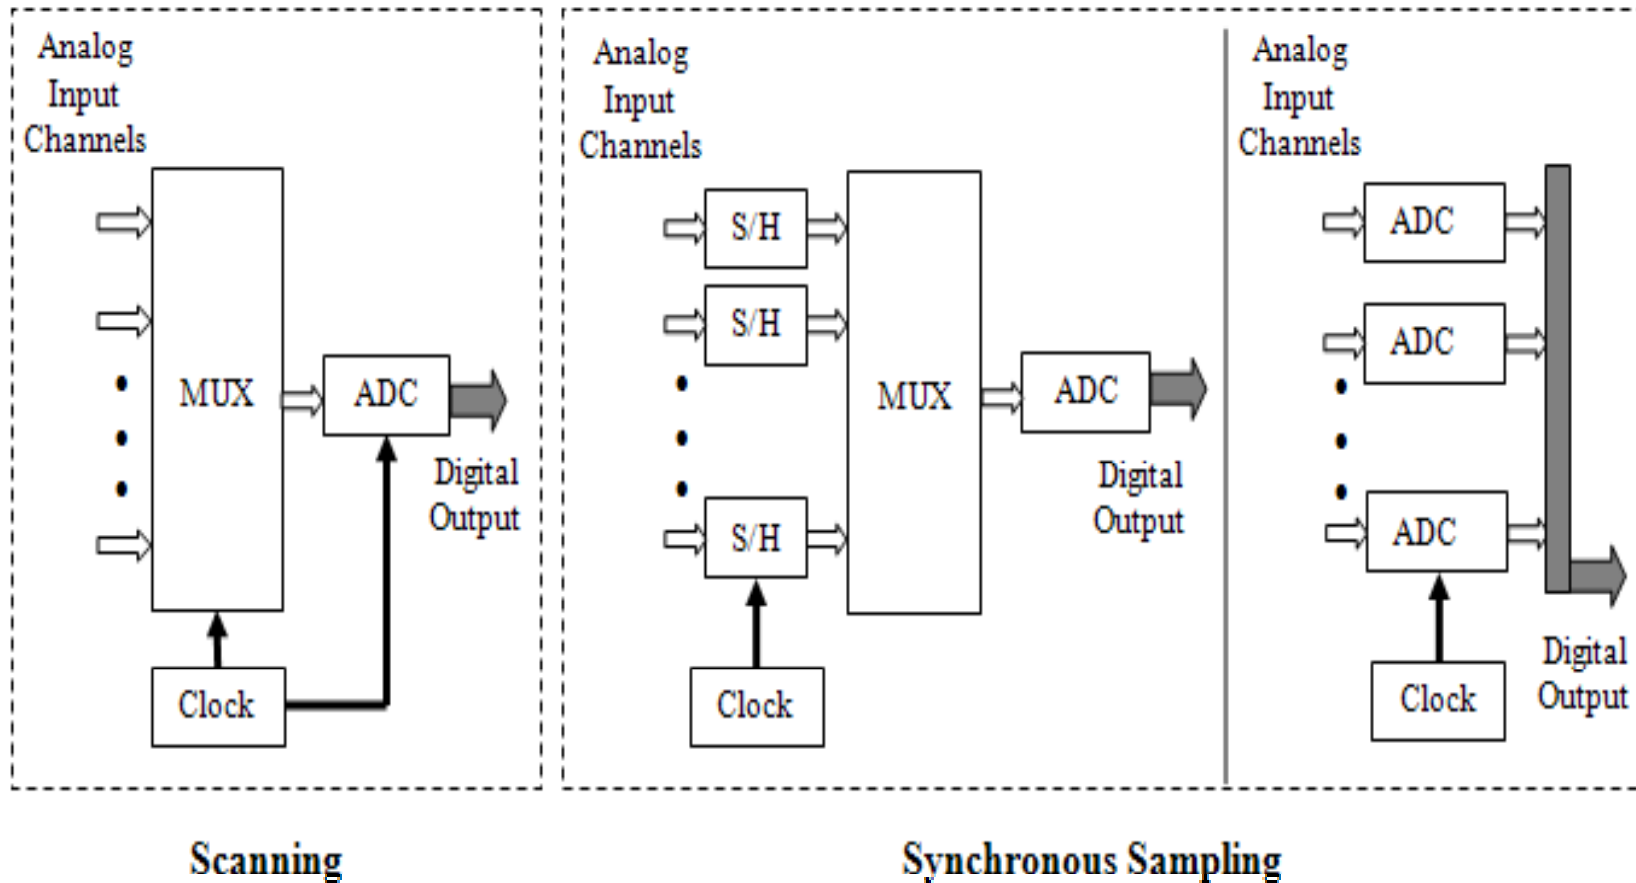 Analog
Input
Channels
MUX
ADC
Digital
Output
Clock
Analog
Input
Channels
S/H
S/H
S/H
MUX
ADC
Digital
Output
Clock
Analog
Input
Channels
ADC
ADC
ADC
Clock
Digital
Output
Scanning
Synchronous Sampling